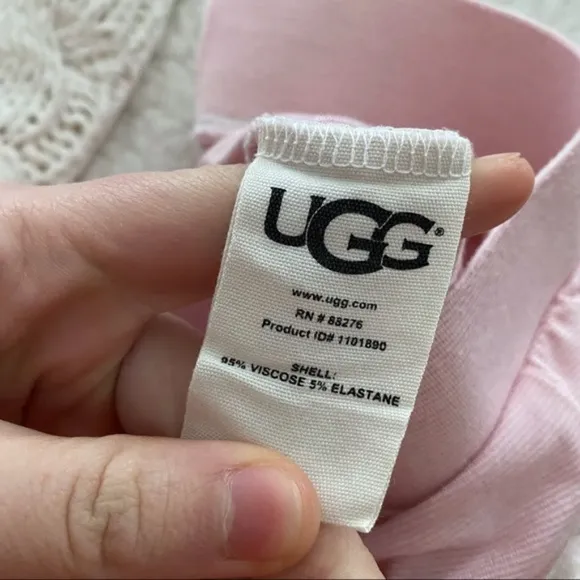 UGG®
www.ugg.com
RN # 88276
Product ID# 1101890
SHELL:
95% VISCOSE 5% ELASTANE